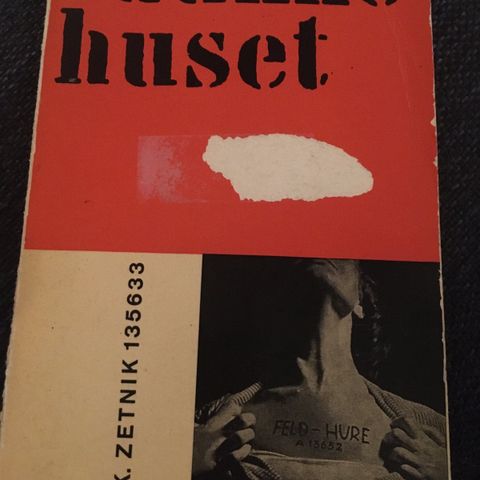 huset
K. ZETNIK 135633
FELD-HURE
A 13652